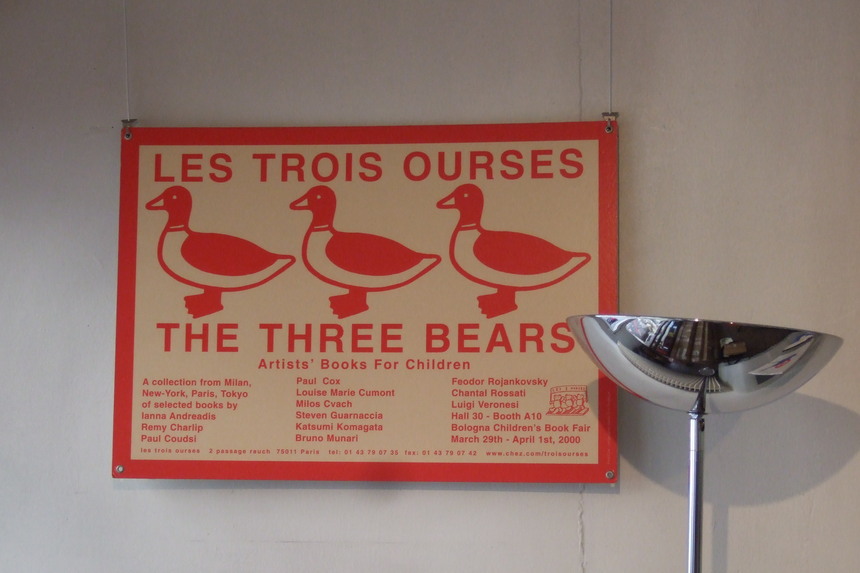 LES TROIS OURSES
THE THREE BEARS
Artists' Books For Children
A collection from Milan,
New-York, Paris, Tokyo
of selected books by
Ianna Andreadis
Remy Charlip
Paul Coudsi
Paul Cox
Louise Marie Cumont
Milos Cvach
Steven Guarnaccia
Katsumi Komagata
Bruno Munari
Feodor Rojankovsky
Chantal Rossati
Luigi Veronesi
Hall 30 - Booth A10
Bologna Children's Book Fair
March 29th - April 1st, 2000
les trois ourses 2 passage rauch 75011 Paris tel: 01 43 79 07 35 fax: 01 43 79 07 42 www.chez.com/troisourses